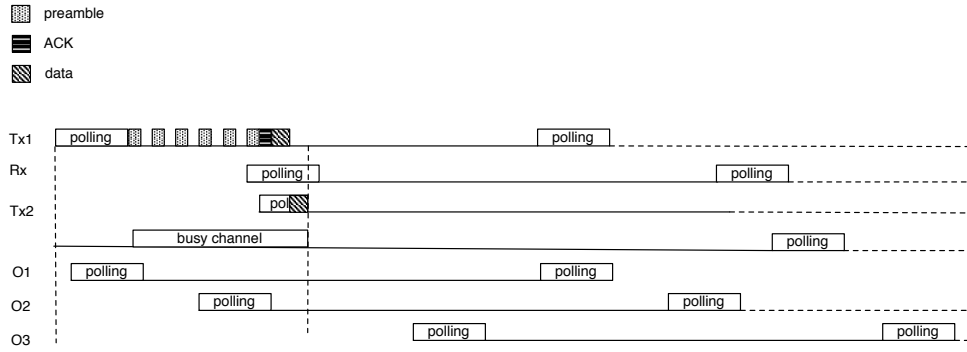 preamble
ACK
data
Tx1 polling polling
Rx polling polling
Tx2 pol
busy channel polling
O1 polling polling
O2 polling polling
O3 polling polling